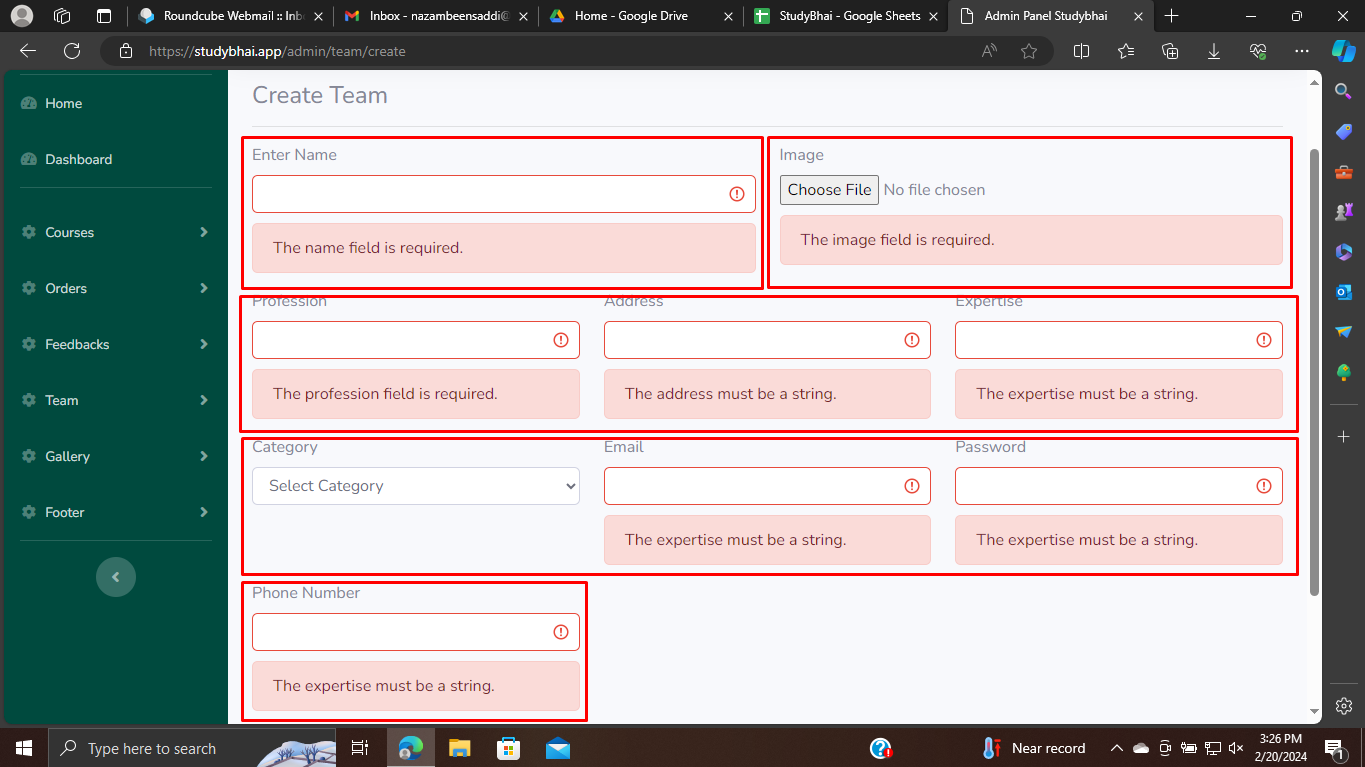 Roundcube Webmail :: Inb
Inbox - nazambeensaddi@
Home - Google Drive
StudyBhai - Google Sheets
Admin Panel Studybhai
https://studybhai.app/admin/team/create
Home
Dashboard
Courses
Orders
Feedbacks
Team
Gallery
Footer
Create Team
Enter Name
The name field is required.
Image
Choose File No file chosen
The image field is required.
Profession
Address
Expertise
The profession field is required.
The address must be a string.
The expertise must be a string.
Category
Email
Password
Select Category
The expertise must be a string.
The expertise must be a string.
Phone Number
The expertise must be a string.
Type here to search
Near record
3:26 PM
2/20/2024
1